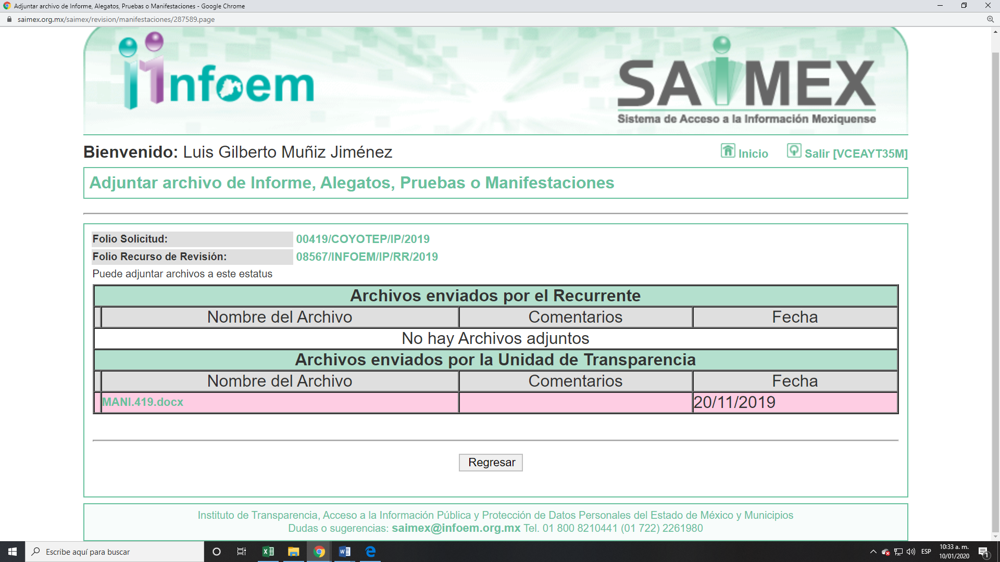 Adjuntar archivo de Informe, Alegatos, Pruebas o Manifestaciones - Google Chrome
saimex.org.mx/saimex/revision/manifestaciones/287589.page
infoem
SAIMEX
Sistema de Acceso a la Información Mexiquense
Bienvenido: Luis Gilberto Muñiz Jiménez
Inicio
Salir [VCEAYT35M]
Adjuntar archivo de Informe, Alegatos, Pruebas o Manifestaciones
Folio Solicitud: 00419/COYOTEP/IP/2019
Folio Recurso de Revisión: 08567/INFOEM/IP/RR/2019
Puede adjuntar archivos a este estatus
Archivos enviados por el Recurrente
Nombre del Archivo Comentarios Fecha
No hay Archivos adjuntos
Archivos enviados por la Unidad de Transparencia
Nombre del Archivo Comentarios Fecha
MANI.419.docx 20/11/2019
Regresar
Instituto de Transparencia, Acceso a la Información Pública y Protección de Datos Personales del Estado de México y Municipios
Dudas o sugerencias: saimex@infoem.org.mx Tel. 01 800 8210441 (01 722) 2261980
Escribe aquí para buscar
ESP
10:33 a. m.
10/01/2020
1